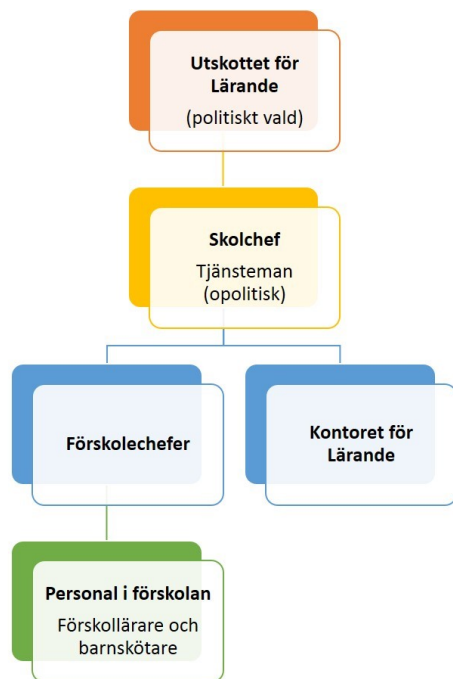 Utskottet för
Lärande
(politiskt vald)
Skolchef
Tjänsteman
(opolitisk)
Förskolechefer
Kontoret för
Lärande
Personal i förskolan
Förskollärare och
barnskötare